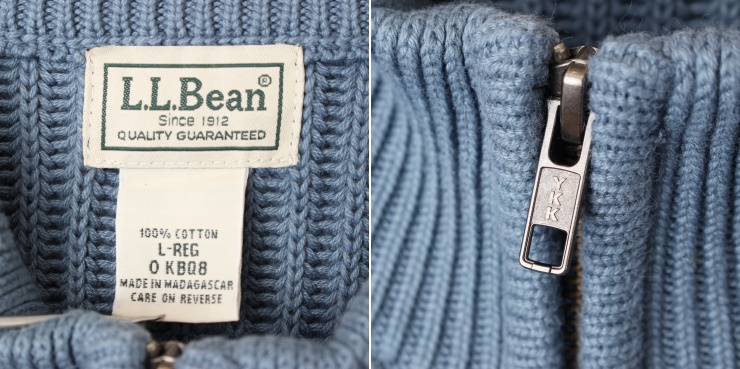 L.L.Bean®
Since 1912
QUALITY GUARANTEED
100% COTTON
L-REG
0 KBQ8
MADE IN MADAGASCAR
CARE ON REVERSE
YKK